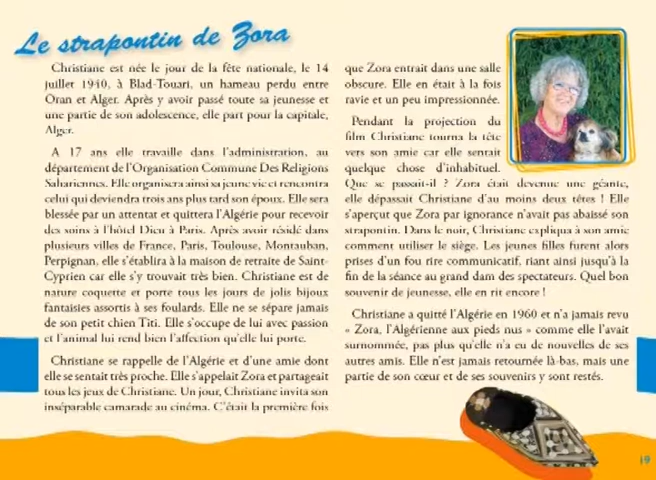 Le strapontin de Zora
Christiane est née le jour de la fête nationale, le 14
juillet 1940, à Blad-Touari, un hameau perdu entre
Oran et Alger. Après y avoir passé toute sa jeunesse et
une partie de son adolescence, elle part pour la capitale,
Alger.
A 17 ans elle travaille dans l'administration, au
département de l'Organisation Commune Des Religions
Sahariennes. Elle organisera ainsi sa jeune vie et rencontra
celui qui deviendra trois ans plus tard son époux. Elle sera
blessée par un attentat et quittera l'Algérie pour recevoir
des soins à l'hôtel Dieu à Paris. Après avoir résidé dans
plusieurs villes de France, Paris, Toulouse, Montauban,
Perpignan, elle s'établira à la maison de retraite de Saint-
Cyprien car elle s'y trouvait très bien. Christiane est de
nature coquette et porte tous les jours de jolis bijoux
fantaisies assortis à ses foulards. Elle ne se sépare jamais
de son petit chien Titi. Elle s'occupe de lui avec passion
et l'animal lui rend bien l'affection qu'elle lui porte.
Christiane se rappelle de l'Algérie et d'une amie dont
elle se sentait très proche. Elle s'appelait Zora et partageait
tous les jeux de Christiane. Un jour, Christiane invita son
inséparable camarade au cinéma. C'était la première fois
que Zora entrait dans une salle
obscure. Elle en était à la fois
ravie et un peu impressionnée.
Pendant la projection du
film Christiane tourna la tête
vers son amie car elle sentait
quelque chose d'inhabituel.
Que se passait-il ? Zora était devenue une géante,
elle dépassait Christiane d'au moins deux têtes ! Elle
s'aperçut que Zora par ignorance n'avait pas abaissé son
strapontin. Dans le noir, Christiane expliqua à son amie
comment utiliser le siège. Les jeunes filles furent alors
prises d'un fou rire communicatif, riant ainsi jusqu'à la
fin de la séance au grand dam des spectateurs. Quel bon
souvenir de jeunesse, elle en rit encore !
Christiane a quitté l'Algérie en 1960 et n'a jamais revu
« Zora, l'Algérienne aux pieds nus » comme elle l'avait
surnommée, pas plus qu'elle n'a eu de nouvelles de ses
autres amis. Elle n'est jamais retournée là-bas, mais une
partie de son cœur et de ses souvenirs y sont restés.
19